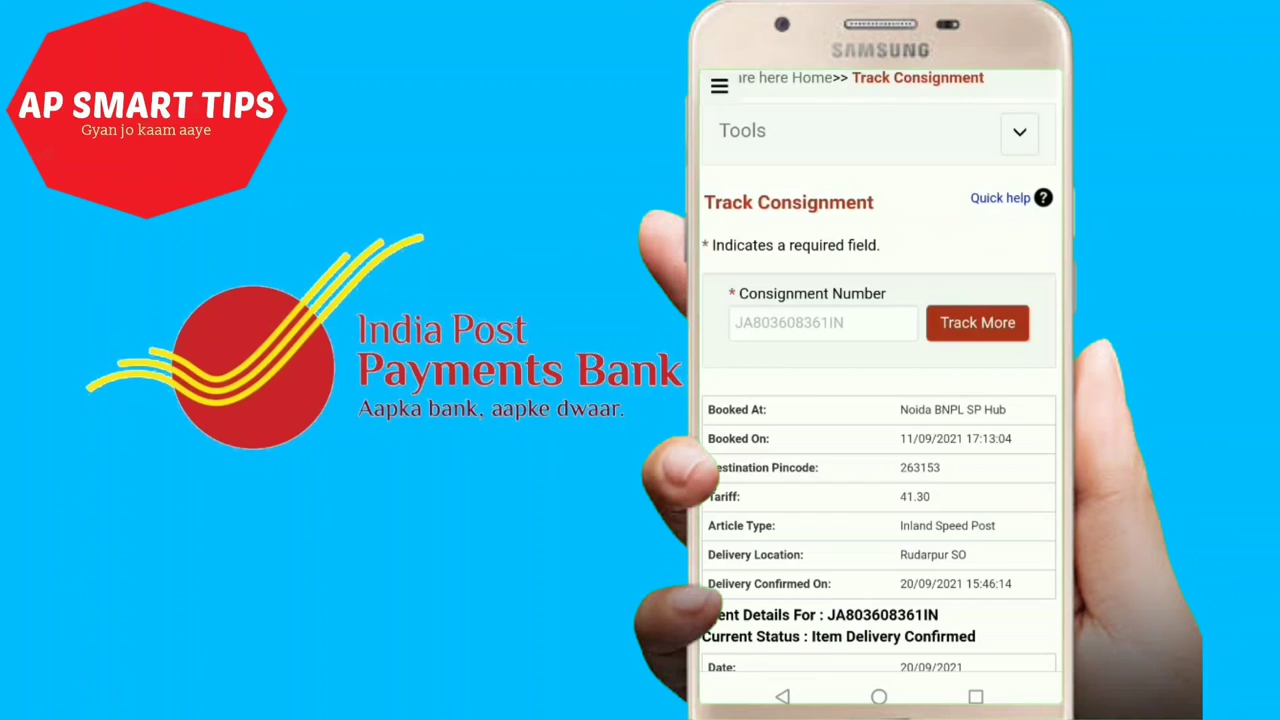 AP SMART TIPS
Gyan jo kaam aaye
India Post
Payments Bank
Aapka bank, aapke dwaar.
SAMSUNG
re here Home>> Track Consignment
Tools
Track Consignment
Quick help ?
* Indicates a required field.
* Consignment Number
JA803608361IN
Track More
Booked At: Noida BNPL SP Hub
Booked On: 11/09/2021 17:13:04
estination Pincode: 263153
Tariff: 41.30
Article Type: Inland Speed Post
Delivery Location: Rudarpur SO
Delivery Confirmed On: 20/09/2021 15:46:14
ent Details For : JA803608361IN
Current Status : Item Delivery Confirmed
Date: 20/09/2021